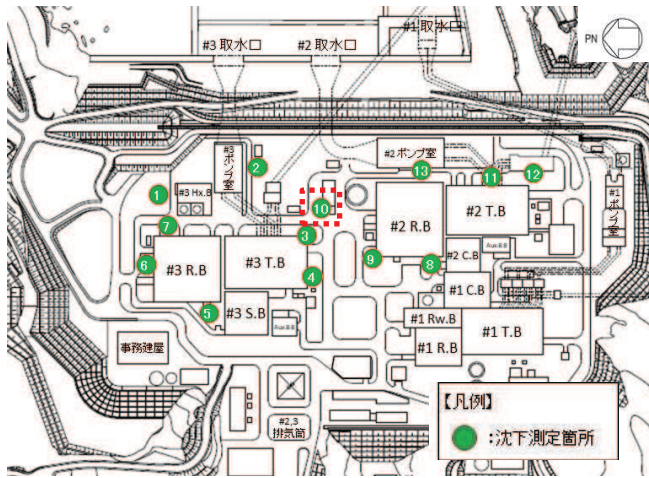 #3 取水口
#2 取水口
#1 取水口
PN
#3
ポンプ室
#2 ポンプ室
#1
ポンプ室
1
2
3
4
5
6
7
8
9
10
11
12
13
#3 Hx.B
#3 R.B
#3 T.B
#3 S.B
Aux.B.B
#2 R.B
#2 T.B
#2 C.B
Aux.B.B
#1 C.B
#1 Rw.B
#1 R.B
#1 T.B
事務建屋
#2,3
排気筒
【凡例】
:沈下測定箇所